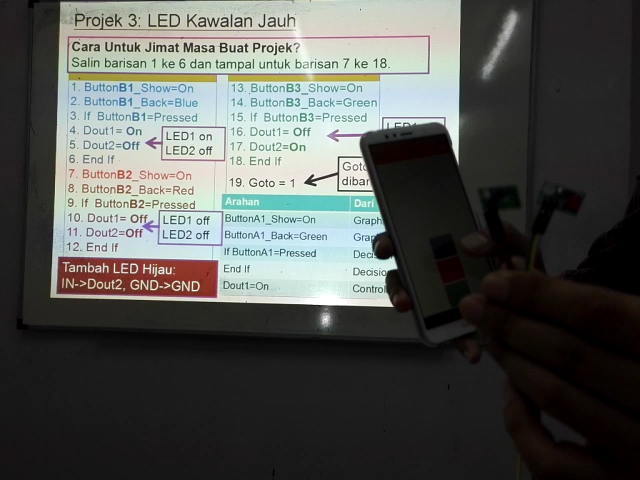 Projek 3: LED Kawalan Jauh
Cara Untuk Jimat Masa Buat Projek?
Salin barisan 1 ke 6 dan tampal untuk barisan 7 ke 18.
1. ButtonB1_Show=On
2. ButtonB1_Back=Blue
3. If ButtonB1=Pressed
4. Dout1= On
5. Dout2=Off
6. End If
LED1 on
LED2 off
7. ButtonB2_Show=On
8. ButtonB2_Back=Red
9. If ButtonB2=Pressed
10. Dout1= Off
11. Dout2=Off
12. End If
LED1 off
LED2 off
Tambah LED Hijau:
IN->Dout2, GND->GND
13. ButtonB3_Show=On
14. ButtonB3_Back=Green
15. If ButtonB3=Pressed
16. Dout1= Off
17. Dout2=On
18. End If
19. Goto = 1
Arahan Dari
ButtonA1_Show=On
ButtonA1_Back=Green
If ButtonA1=Pressed
End If
Dout1=On